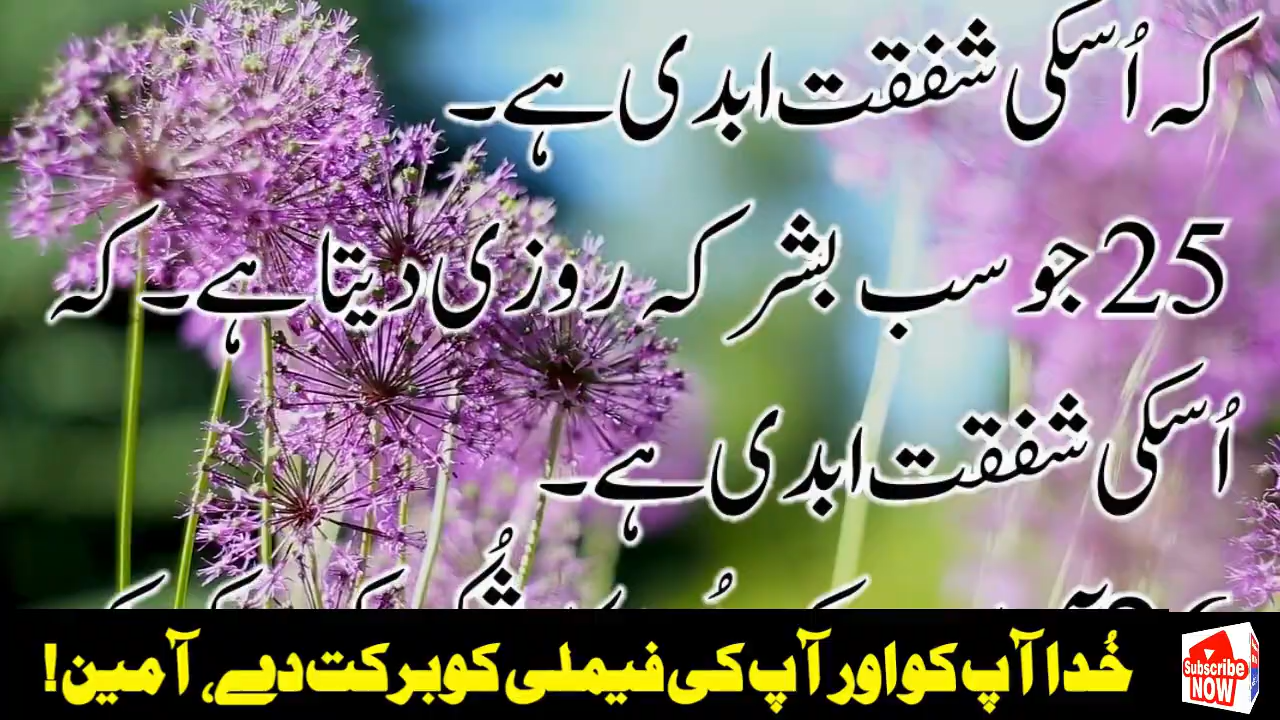 کہ اُسکی شفقت ابدی ہے۔
25 جو سب بشر کہ روزی دیتا ہے۔ کہ
اُسکی شفقت ابدی ہے۔
خُدا آپ کو اور آپ کی فیملی کو برکت دے، آمین!
Subscribe
NOW